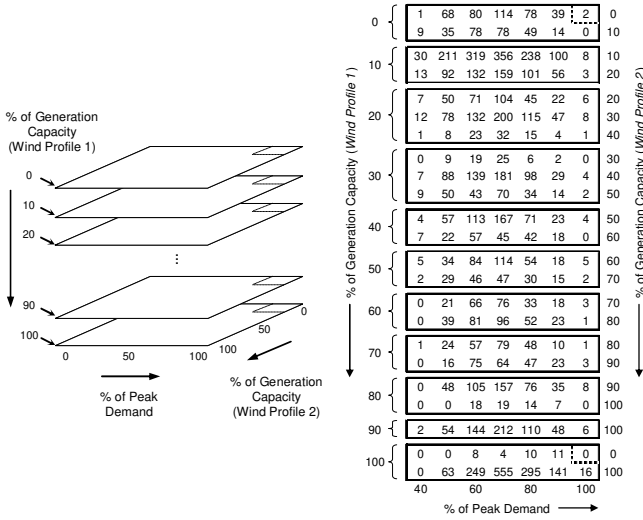 % of Generation
Capacity
(Wind Profile 1)
0
10
20
⋮
90
100
0
50
100
100
50
0
% of Peak
Demand
% of Generation
Capacity
(Wind Profile 2)
% of Generation Capacity (Wind Profile 1)
% of Generation Capacity (Wind Profile 2)
0 { 1 68 80 114 78 39 2 0
9 35 78 78 49 14 0 10
10 { 30 211 319 356 238 100 8 10
13 92 132 159 101 56 3 20
7 50 71 104 45 22 6 20
20 { 12 78 132 200 115 47 8 30
1 8 23 32 15 4 1 40
0 9 19 25 6 2 0 30
30 { 7 88 139 181 98 29 4 40
9 50 43 70 34 14 2 50
40 { 4 57 113 167 71 23 4 50
7 22 57 45 42 18 0 60
50 { 5 34 84 114 54 18 5 60
2 29 46 47 30 15 2 70
60 { 0 21 66 76 33 18 3 70
0 39 81 96 52 23 1 80
70 { 1 24 57 79 48 10 1 80
0 16 75 64 47 23 3 90
80 { 0 48 105 157 76 35 8 90
0 0 18 19 14 7 0 100
90 { 2 54 144 212 110 48 6 100
100 { 0 0 8 4 10 11 0 0
0 63 249 555 295 141 16 100
40 60 80 100
% of Peak Demand